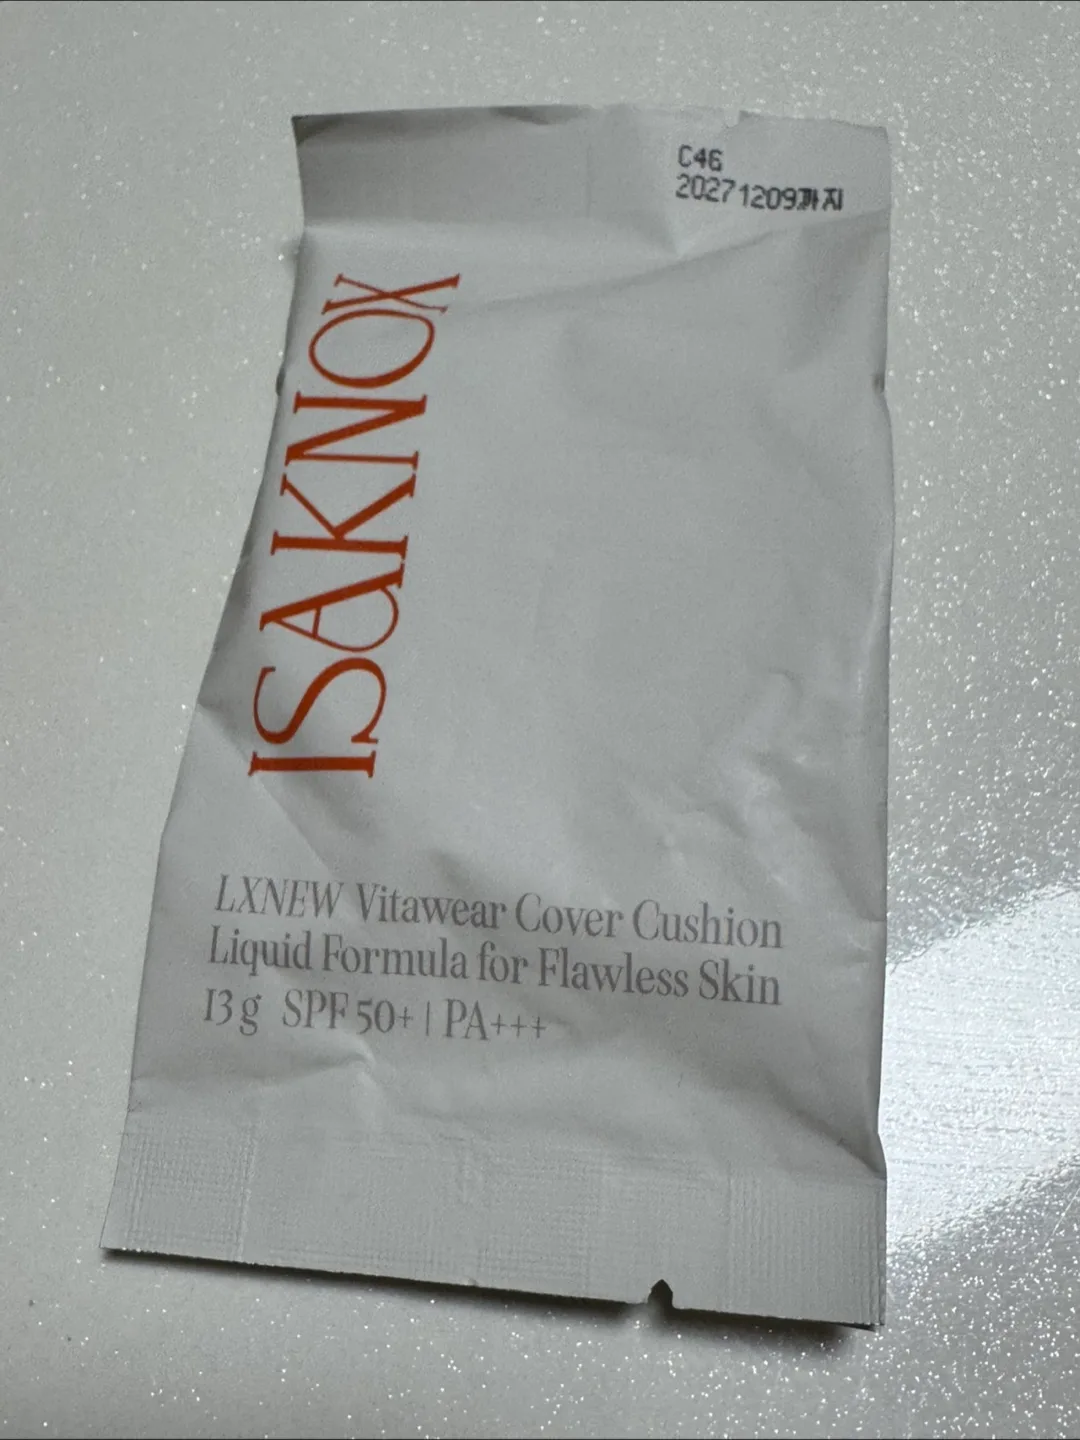 C46
20271209까지
ISAKNOX
LXNEW Vitawear Cover Cushion
Liquid Formula for Flawless Skin
13 g SPF 50+ | PA+++